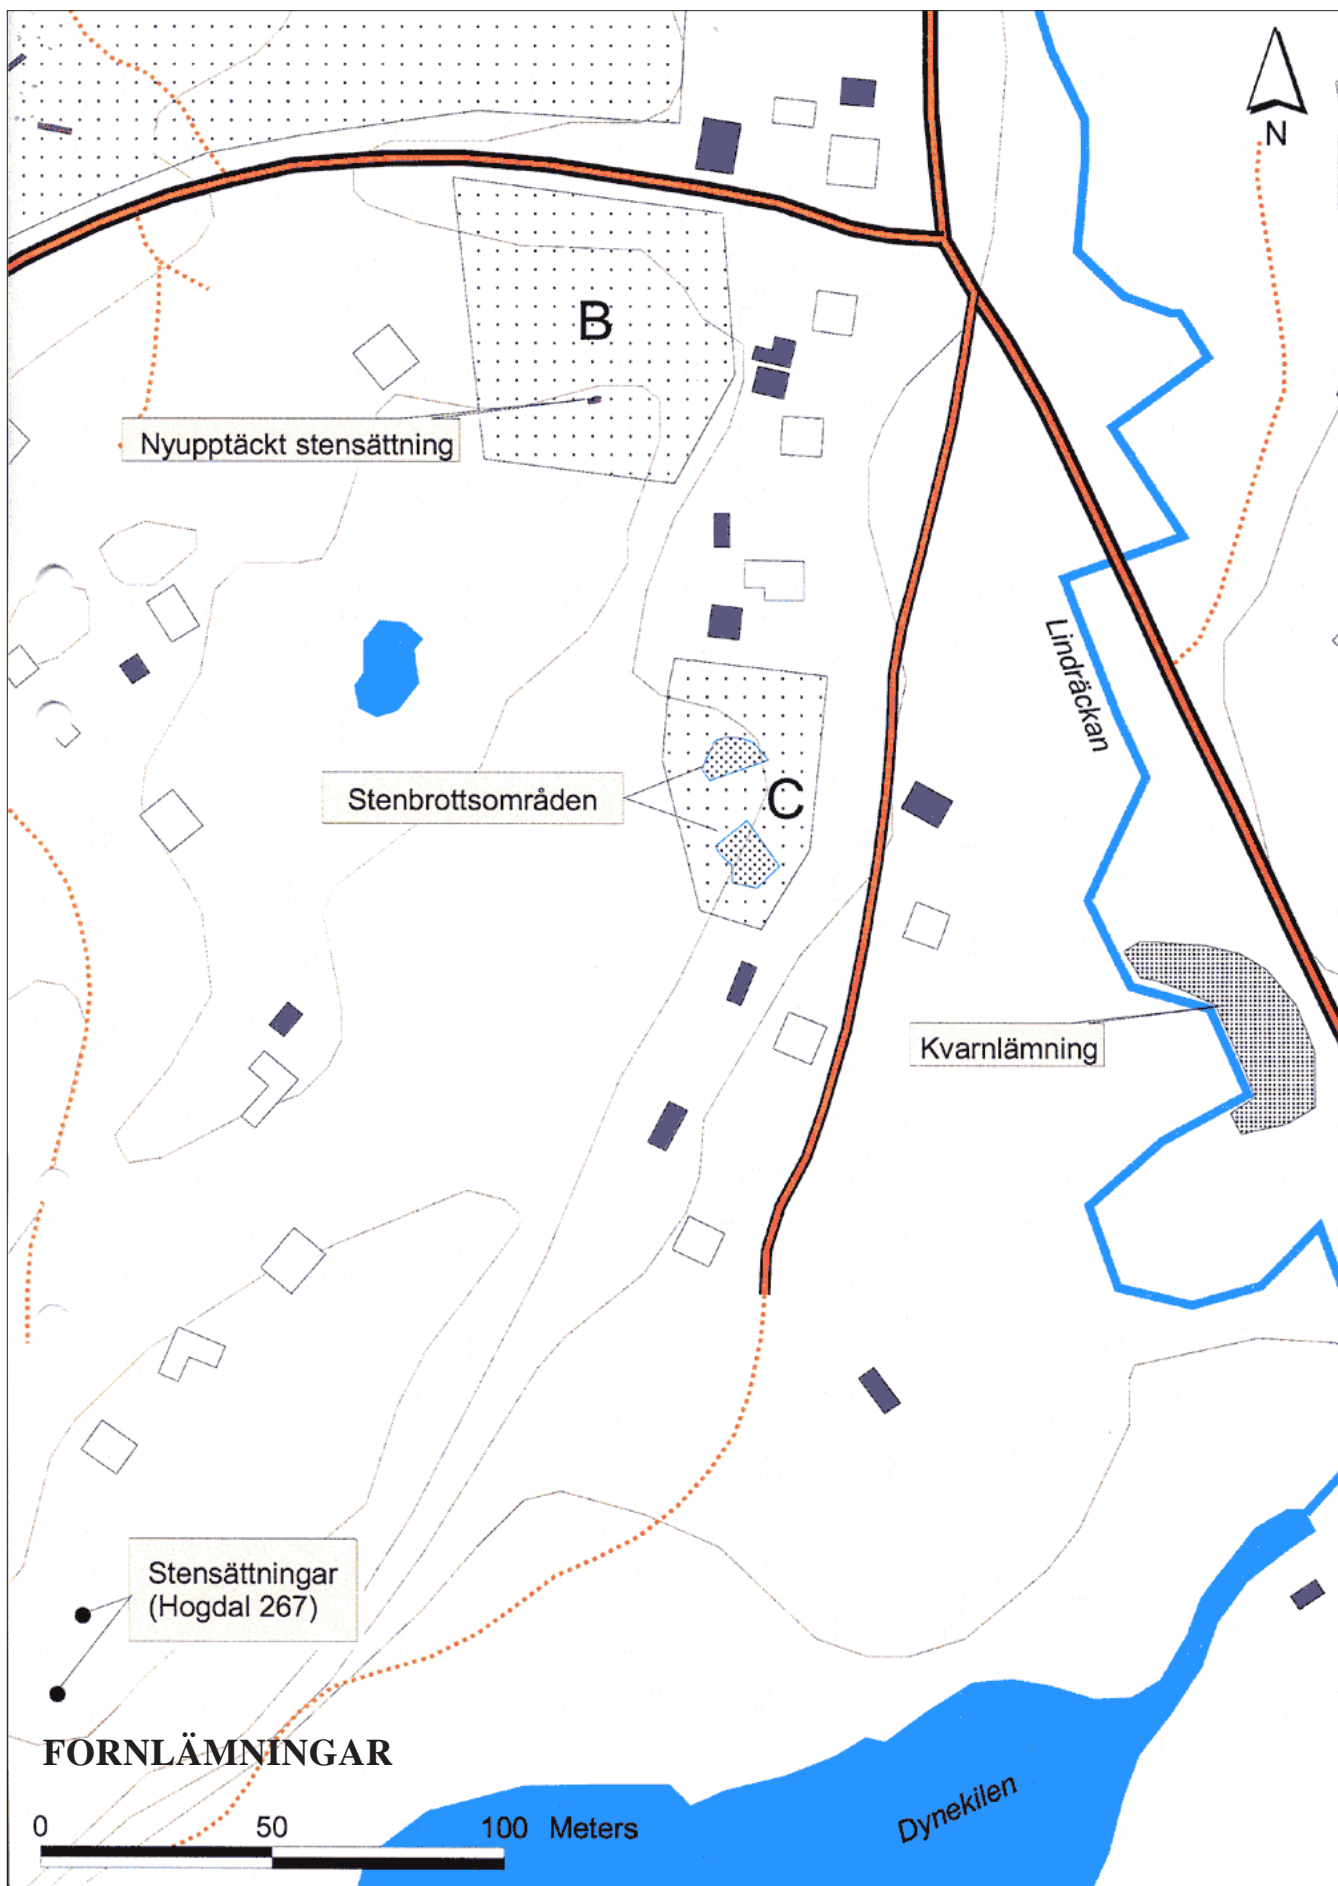 N
B
Nyupptäckt stensättning
Lindräckan
Stenbrottsområden
C
Kvarnlämning
Stensättningar
(Hogdal 267)
FORNLÄMNINGAR
Dynekilen
0 50 100 Meters